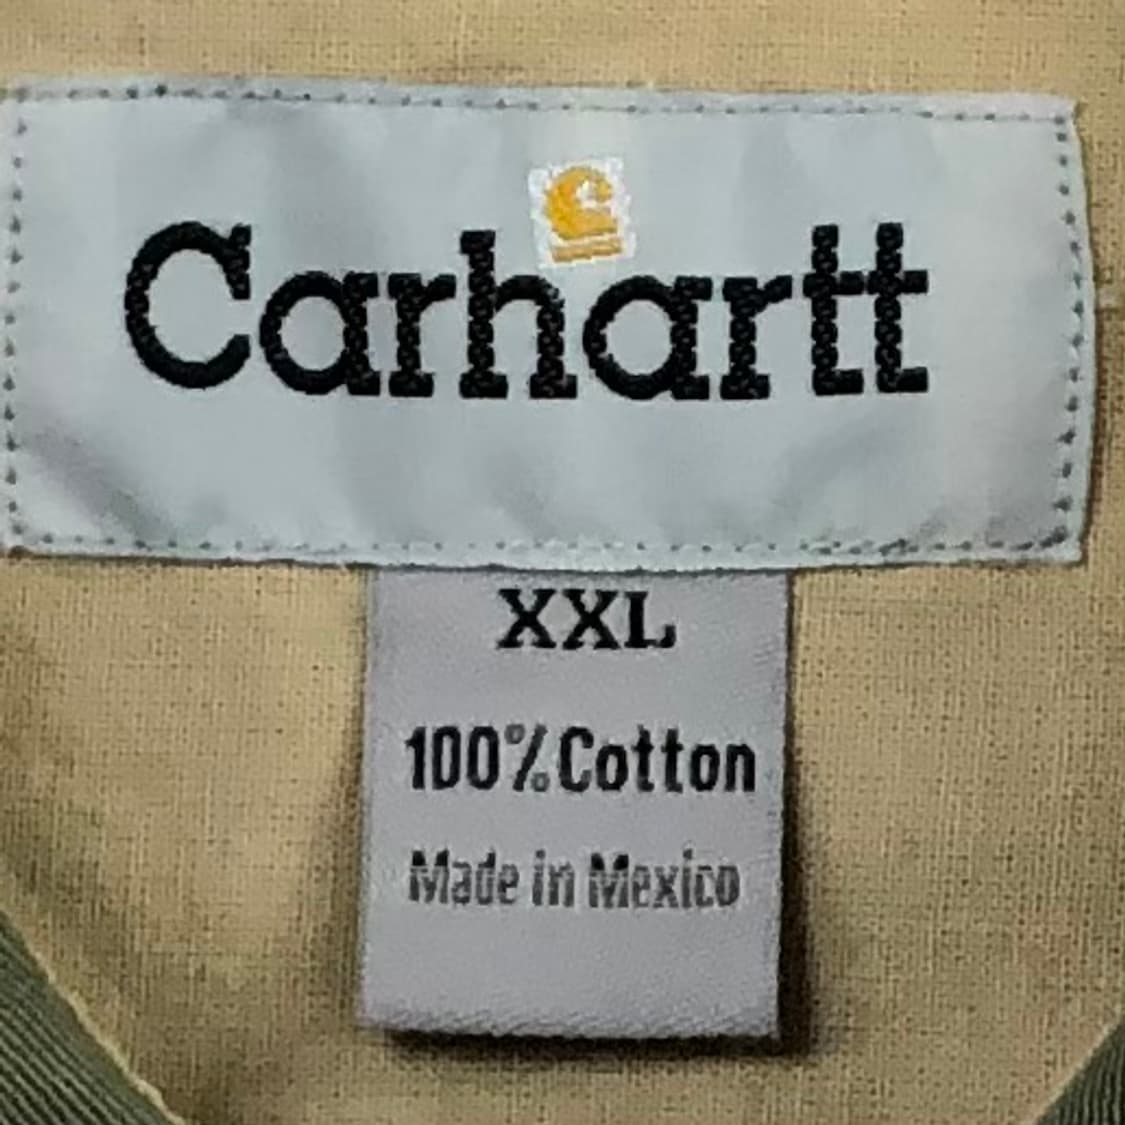 Carhartt
XXL
100% Cotton
Made in Mexico